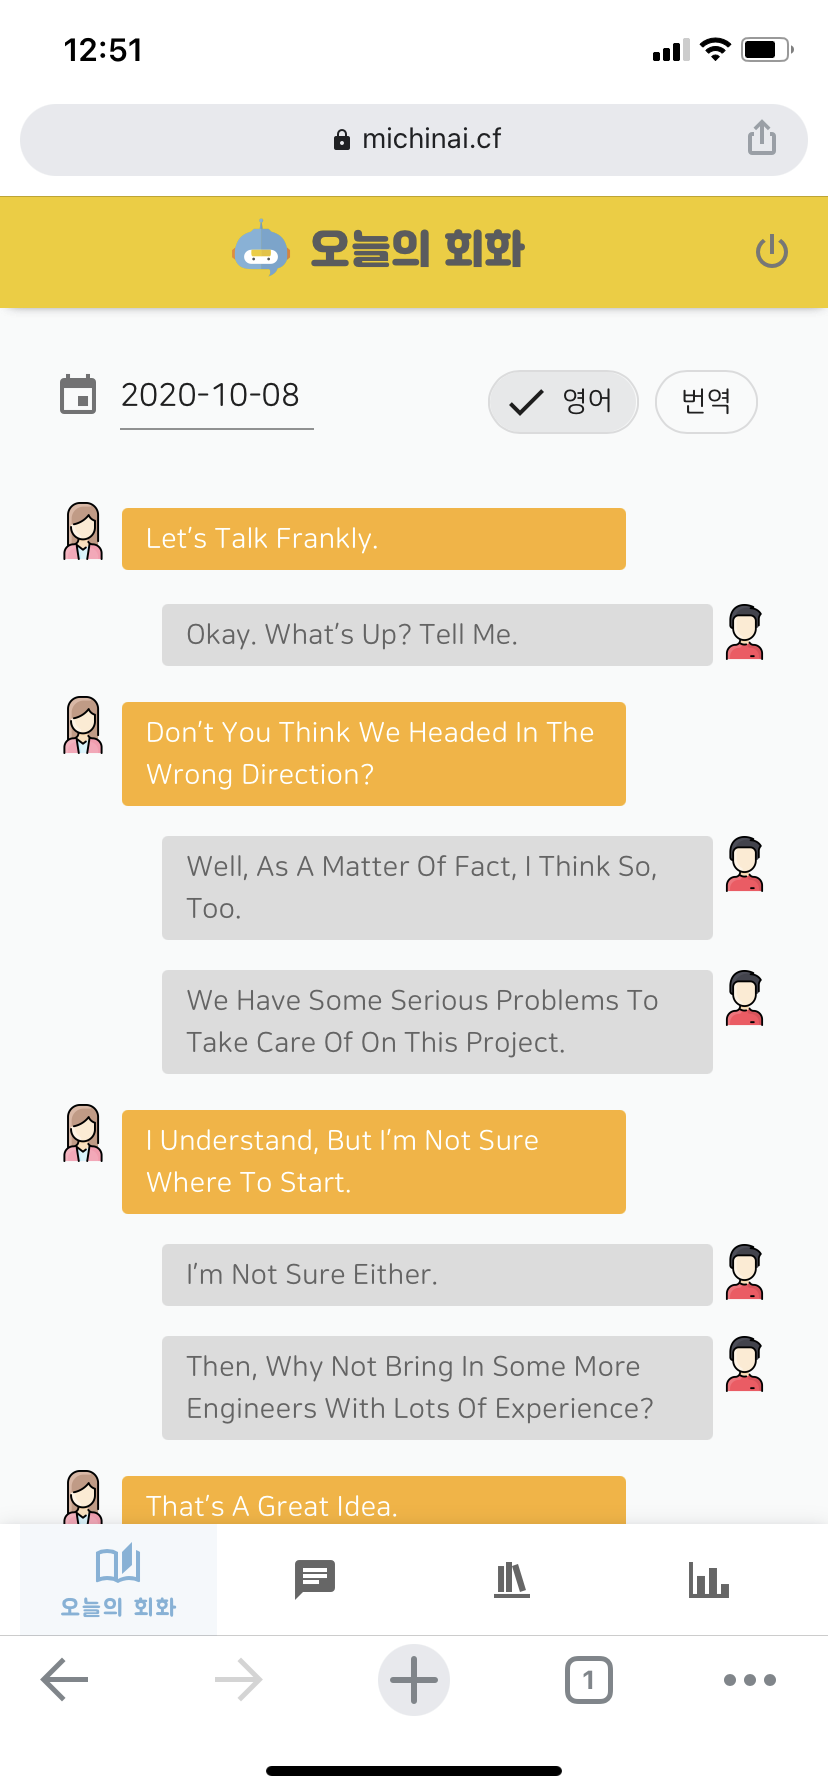 12:51
michinai.cf
오늘의 회화
2020-10-08
영어
번역
Let's Talk Frankly.
Okay. What's Up? Tell Me.
Don't You Think We Headed In The
Wrong Direction?
Well, As A Matter Of Fact, I Think So,
Too.
We Have Some Serious Problems To
Take Care Of On This Project.
I Understand, But I'm Not Sure
Where To Start.
I'm Not Sure Either.
Then, Why Not Bring In Some More
Engineers With Lots Of Experience?
That's A Great Idea.
오늘의 회화
1